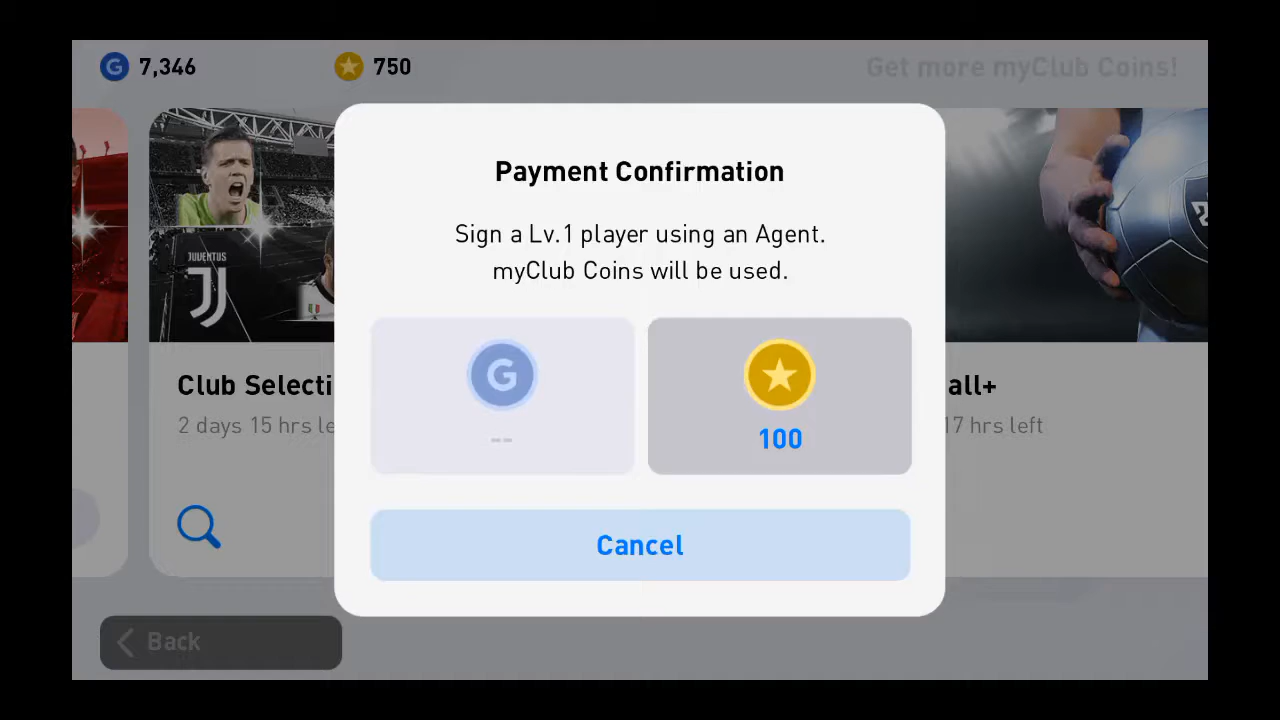 G 7,346
750
Get more myClub Coins!
Payment Confirmation
Sign a Lv.1 player using an Agent.
myClub Coins will be used.
JUVENTUS
J
Club Selecti
2 days 15 hrs le
G
--
100
all+
17 hrs left
Cancel
Back